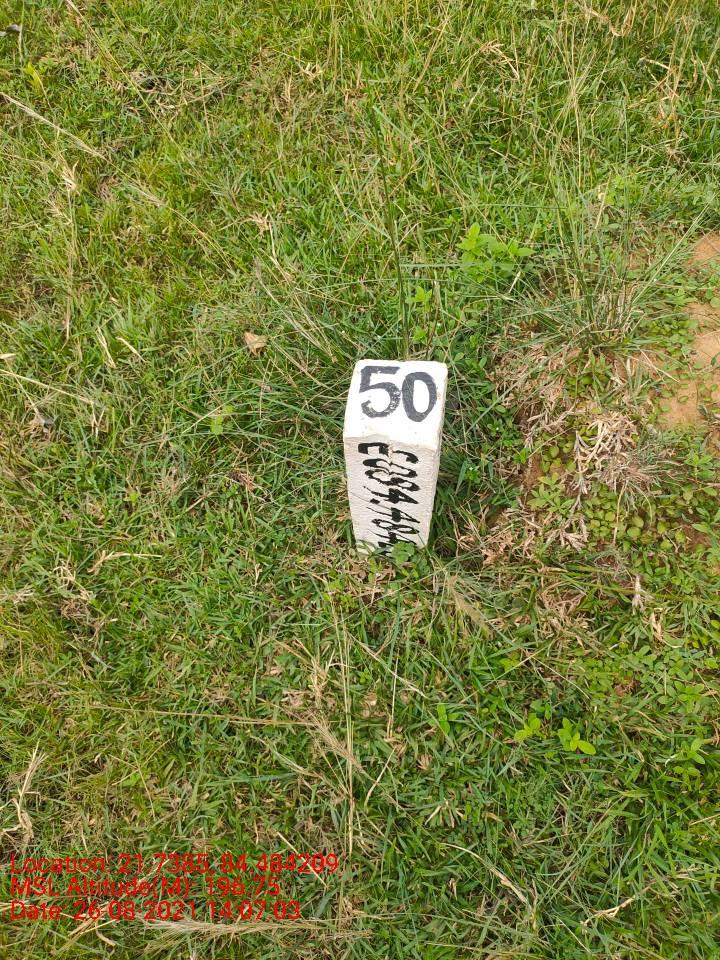 50
Location: 21.7385, 84.484209
MSL Altitude(M): 196.75
Date: 26-08-2021 14:07:03